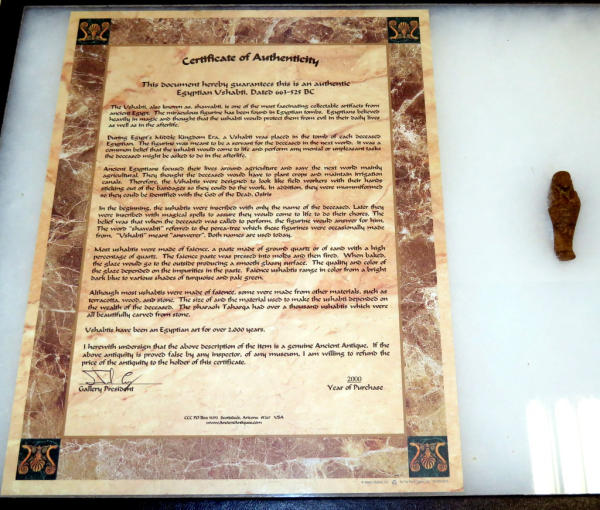 Certificate of Authenticity
This document hereby guarantees this is an authentic
Egyptian Ushabti, Dated 663-525 BC
The Ushabti, also known as, shawabti, is one of the most fascinating collectable artifacts from
ancient Egypt. The miraculous figurine has been found in Egyptian tombs. Egyptians believed
heavily in magic and thought that the ushabti would protect them from evil in their daily lives
as well as in the afterlife.
During Egypt's Middle Kingdom Era, a Ushabti was placed in the tomb of each deceased
Egyptian. The figurine was meant to be a servant for the deceased in the next world. It was a
common belief that the ushabti would come to life and perform any menial or unpleasant tasks
the deceased might be asked to do in the afterlife.
Ancient Egyptians focused their lives around agriculture and saw the next world mainly
agricultural. They thought the deceased would have to plant crops and maintain irrigation
canals. Therefore, the Ushabtis were designed to look like field workers with their hands
sticking out of the bandages so they could do the work. In addition, they were mummiformed
so they could be identified with the God of the Dead, Osiris
In the beginning, the ushabtis were inscribed with only the name of the deceased. Later they
were inscribed with magical spells to assure they would come to life to do their chores. The
belief was that when the deceased was called to perform, the figurine would answer for him.
The word "shawabti" referred to the persa-tree which these figurines were occasionally made
from. "Ushabti" meant "answerer". Both names are used today.
Most ushabtis were made of faience, a paste made of ground quartz or of sand with a high
percentage of quartz. The faience paste was pressed into molds and then fired. When baked,
the glaze would go to the outside producing a smooth glassy surface. The quality and color of
the glaze depended on the impurities in the paste. Faience ushabtis range in color from a bright
dark blue to various shades of turquoise and pale green.
Although most ushabtis were made of faience, some were made from other materials, such as
terracotta, wood, and stone. The size of and the material used to make the ushabti depended on
the wealth of the deceased. The pharaoh Taharqa had over a thousand ushabtis which were
all beautifully carved from stone.
Ushabtis have been an Egyptian art for over 2,000 years.
I herewith undersign that the above description of the item is a genuine Ancient Antique. If the
above antiquity is proved false by any inspector, of any museum, I am willing to refund the
price of the antiquity to the holder of this certificate.
Gallery President
2000
Year of Purchase
CCC PO Box Scottsdale, Arizona USA
www.AncientAntique.com